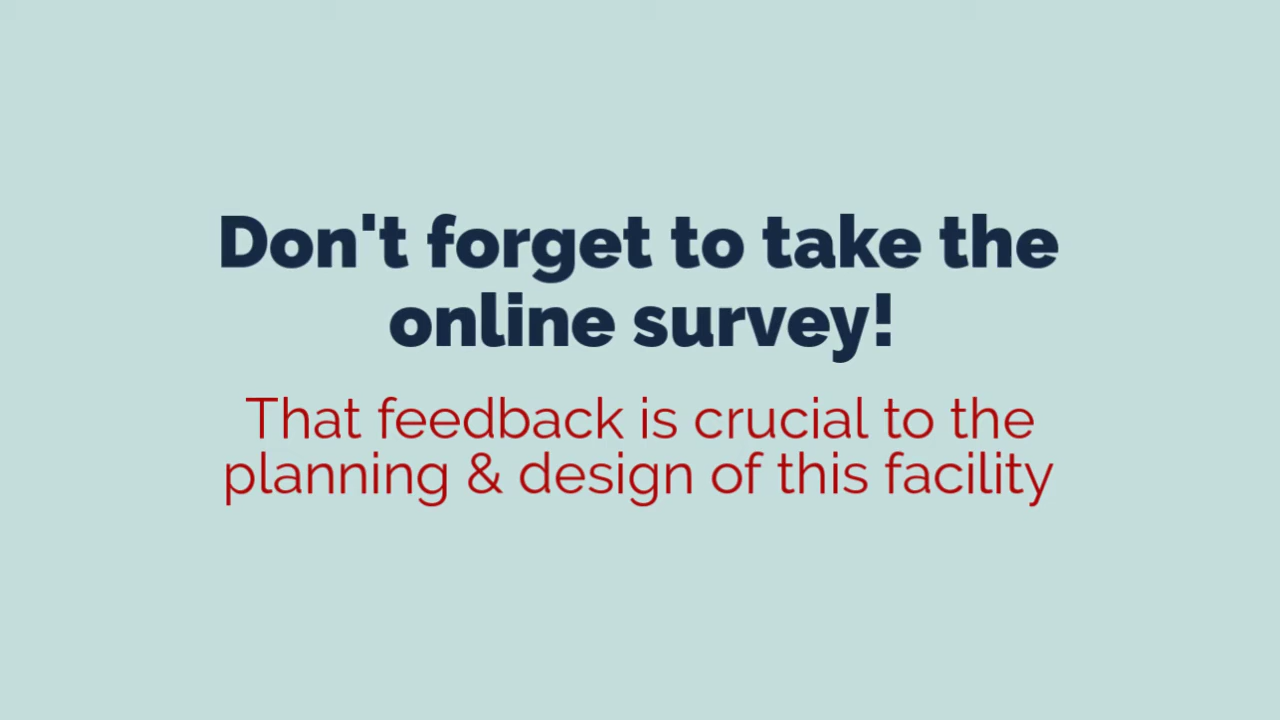 Don't forget to take the
online survey!
That feedback is crucial to the
planning & design of this facility